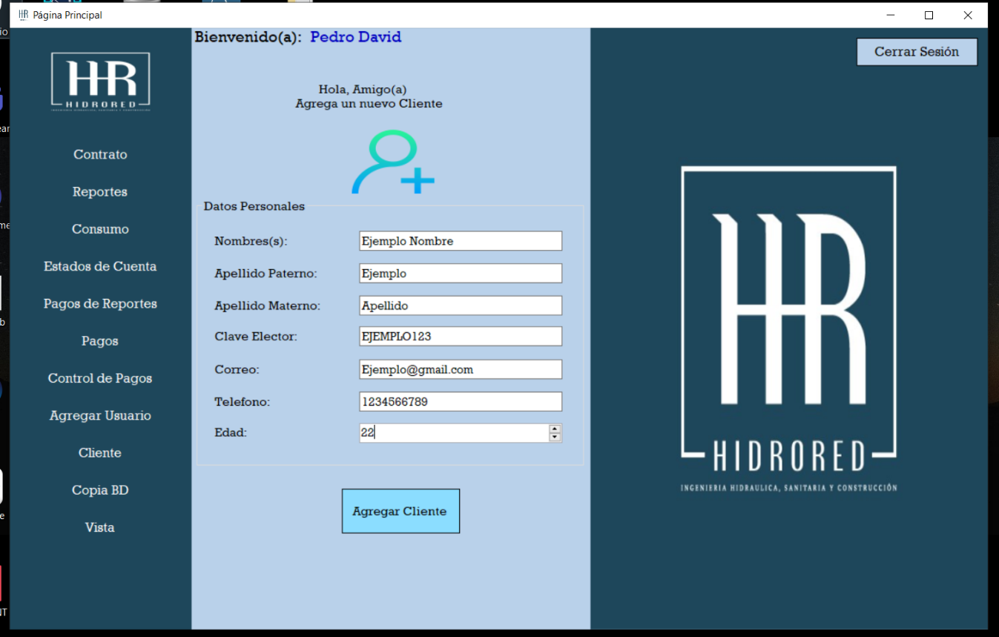 Página Principal
HR
HIDRORED
Contrato
Reportes
Consumo
Estados de Cuenta
Pagos de Reportes
Pagos
Control de Pagos
Agregar Usuario
Cliente
Copia BD
Vista
Bienvenido(a): Pedro David
Hola, Amigo(a)
Agrega un nuevo Cliente
Datos Personales
Nombres(s): Ejemplo Nombre
Apellido Paterno: Ejemplo
Apellido Materno: Apellido
Clave Elector: EJEMPLO123
Correo: Ejemplo@gmail.com
Telefono: 1234566789
Edad: 22
Agregar Cliente
Cerrar Sesión
HR
HIDRORED
INGENIERIA HIDRAULICA, SANITARIA Y CONSTRUCCIÓN